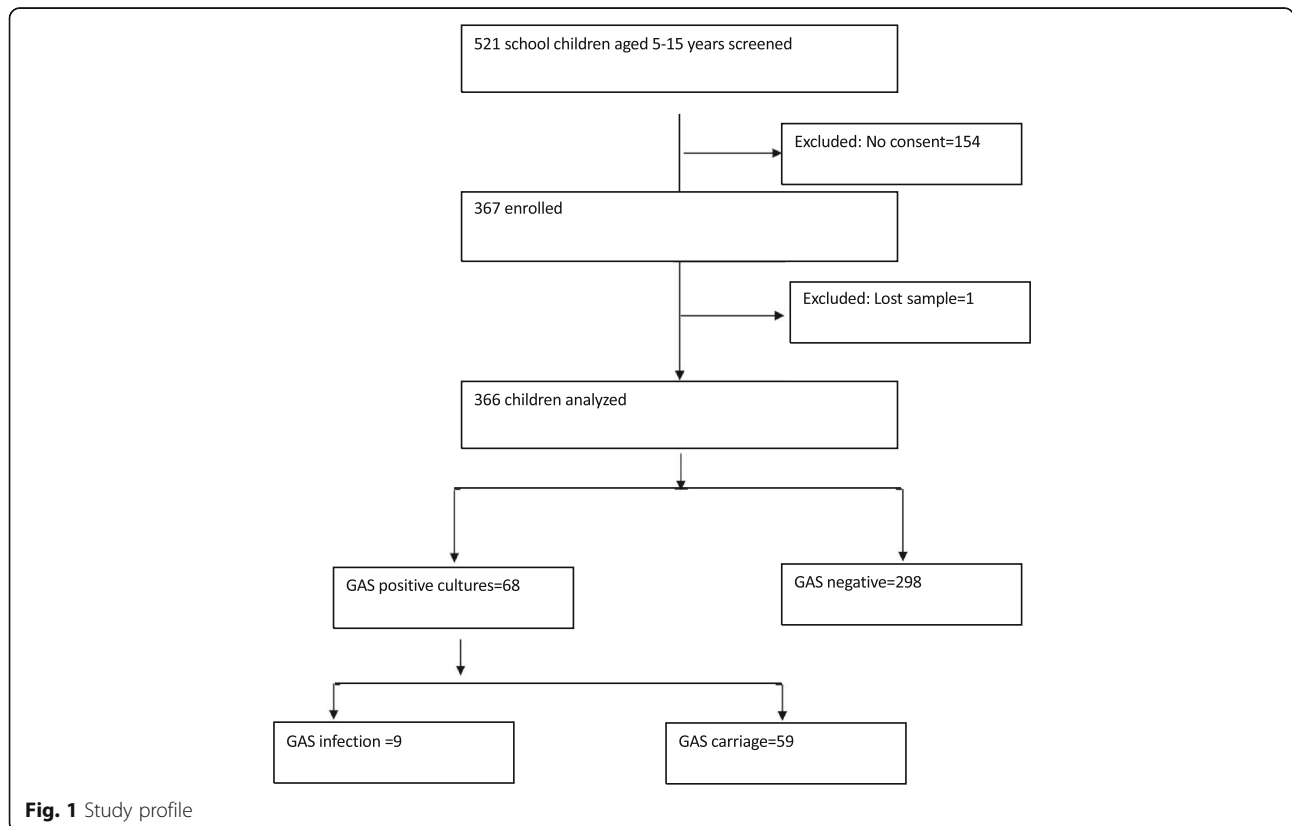 521 school children aged 5-15 years screened
Excluded: No consent=154
367 enrolled
Excluded: Lost sample=1
366 children analyzed
GAS positive cultures=68
GAS negative=298
GAS infection =9
GAS carriage=59
Fig. 1 Study profile